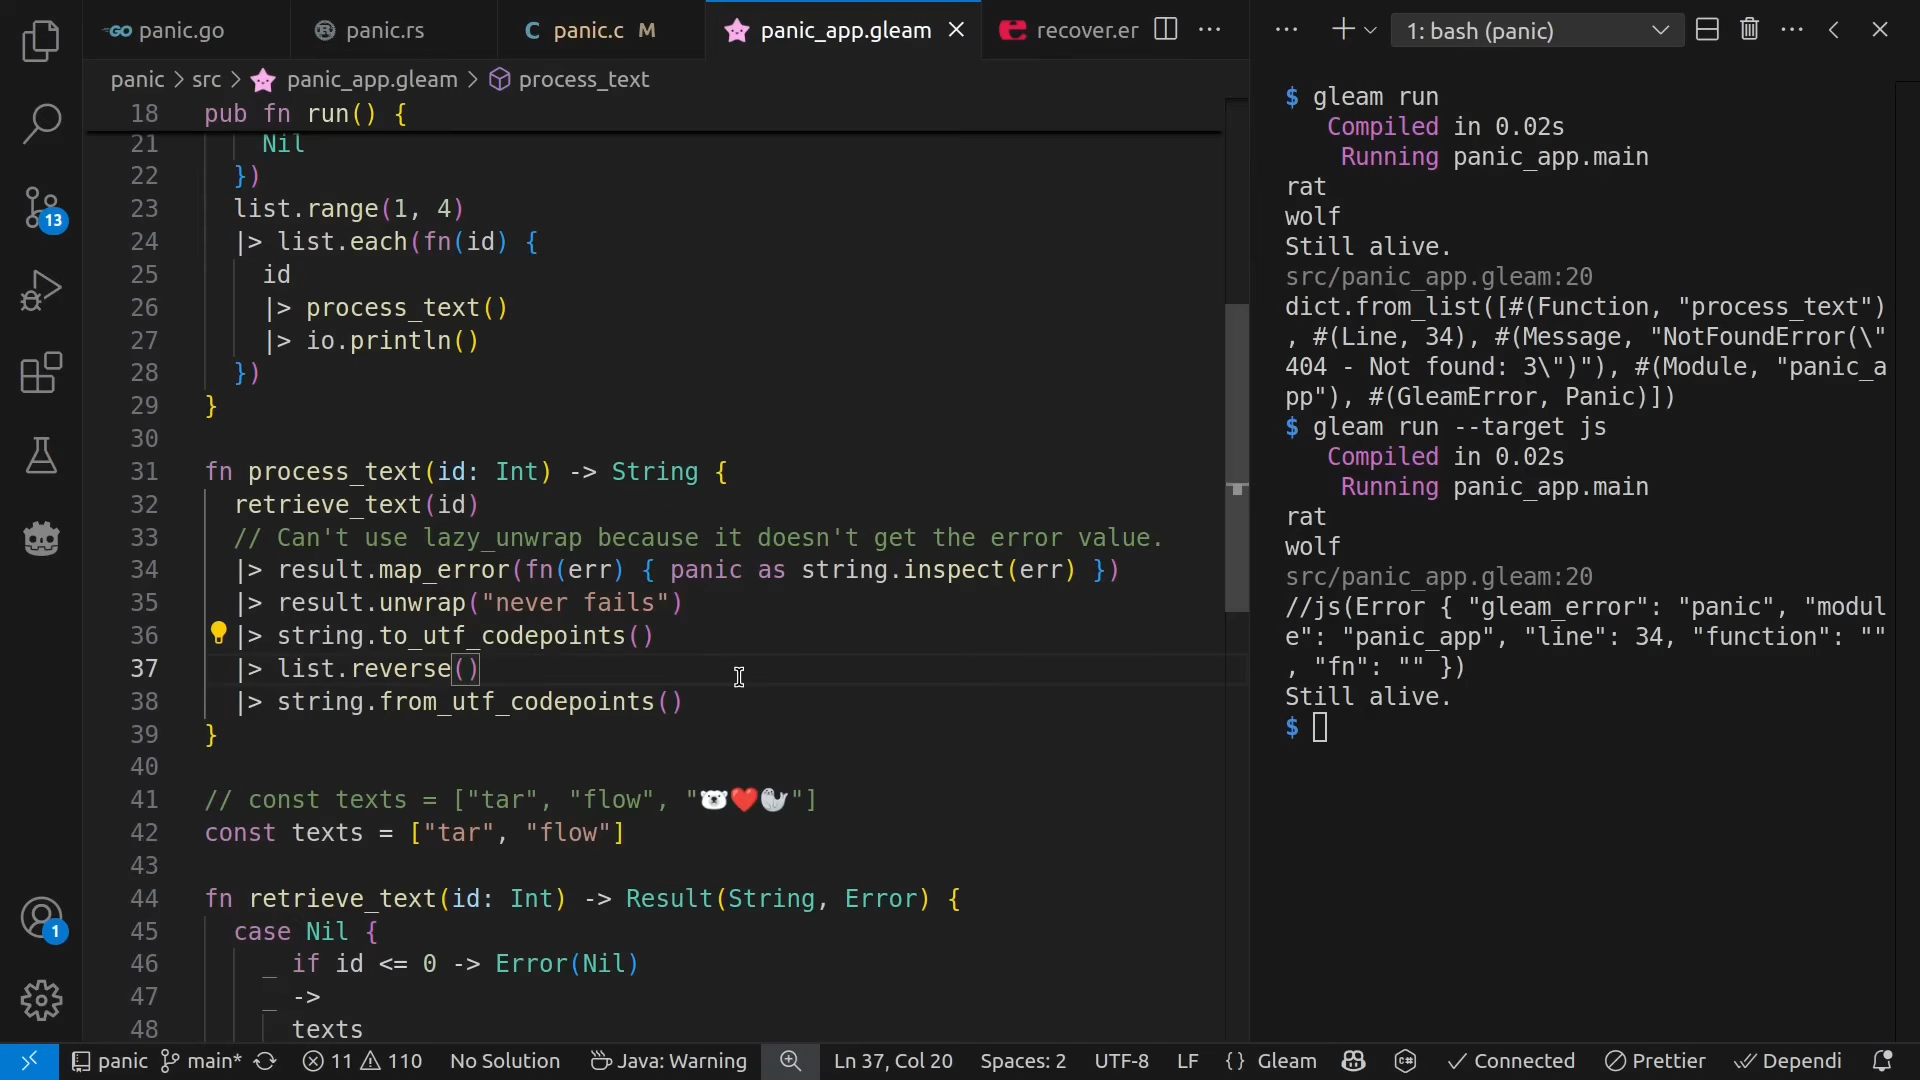 GO panic.go
panic.rs
C panic.c M
panic_app.gleam
e recover.er
1: bash (panic)
panic > src > panic_app.gleam > process_text
18 pub fn run() {
21 Nil
22 })
23 list.range(1, 4)
24 |> list.each(fn(id) {
25 id
26 |> process_text()
27 |> io.println()
28 })
29 }
30
31 fn process_text(id: Int) -> String {
32 retrieve_text(id)
33 // Can't use lazy_unwrap because it doesn't get the error value.
34 |> result.map_error(fn(err) { panic as string.inspect(err) })
35 |> result.unwrap("never fails")
36 |> string.to_utf_codepoints()
37 |> list.reverse()
38 |> string.from_utf_codepoints()
39 }
40
41 // const texts = ["tar", "flow", "🐻‍❄️❤️🦭"]
42 const texts = ["tar", "flow"]
43
44 fn retrieve_text(id: Int) -> Result(String, Error) {
45 case Nil {
46 _ if id <= 0 -> Error(Nil)
47 _ ->
48 texts
$ gleam run
Compiled in 0.02s
Running panic_app.main
rat
wolf
Still alive.
src/panic_app.gleam:20
dict.from_list([#(Function, "process_text")
, #(Line, 34), #(Message, "NotFoundError(\"
404 - Not found: 3\")"), #(Module, "panic_a
pp"), #(GleamError, Panic)])
$ gleam run --target js
Compiled in 0.02s
Running panic_app.main
rat
wolf
src/panic_app.gleam:20
//js(Error { "gleam_error": "panic", "modul
e": "panic_app", "line": 34, "function": ""
, "fn": "" })
Still alive.
$
13
1
panic main* 11 110 No Solution Java: Warning Ln 37, Col 20 Spaces: 2 UTF-8 LF {} Gleam C# Connected Prettier Dependi